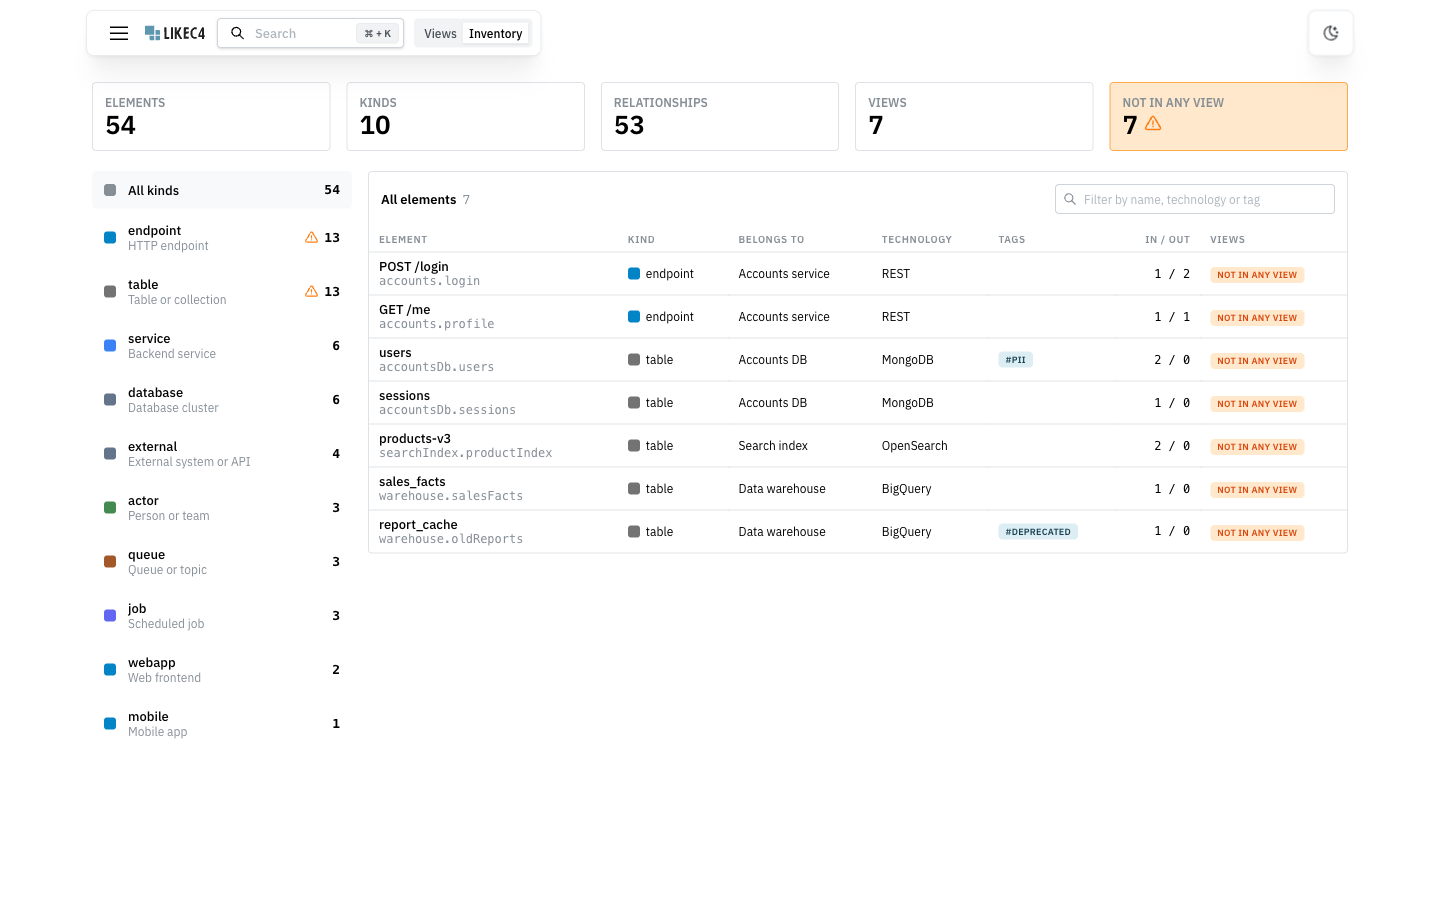 LIKEC4 Search ⌘ + K Views Inventory
ELEMENTS
54
KINDS
10
RELATIONSHIPS
53
VIEWS
7
NOT IN ANY VIEW
7
All kinds 54
endpoint
HTTP endpoint
13
table
Table or collection
13
service
Backend service
6
database
Database cluster
6
external
External system or API
4
actor
Person or team
3
queue
Queue or topic
3
job
Scheduled job
3
webapp
Web frontend
2
mobile
Mobile app
1
All elements 7
Filter by name, technology or tag
ELEMENT KIND BELONGS TO TECHNOLOGY TAGS IN / OUT VIEWS
POST /login
accounts.login
endpoint Accounts service REST 1 / 2 NOT IN ANY VIEW
GET /me
accounts.profile
endpoint Accounts service REST 1 / 1 NOT IN ANY VIEW
users
accountsDb.users
table Accounts DB MongoDB #PII 2 / 0 NOT IN ANY VIEW
sessions
accountsDb.sessions
table Accounts DB MongoDB 1 / 0 NOT IN ANY VIEW
products-v3
searchIndex.productIndex
table Search index OpenSearch 2 / 0 NOT IN ANY VIEW
sales_facts
warehouse.salesFacts
table Data warehouse BigQuery 1 / 0 NOT IN ANY VIEW
report_cache
warehouse.oldReports
table Data warehouse BigQuery #DEPRECATED 1 / 0 NOT IN ANY VIEW